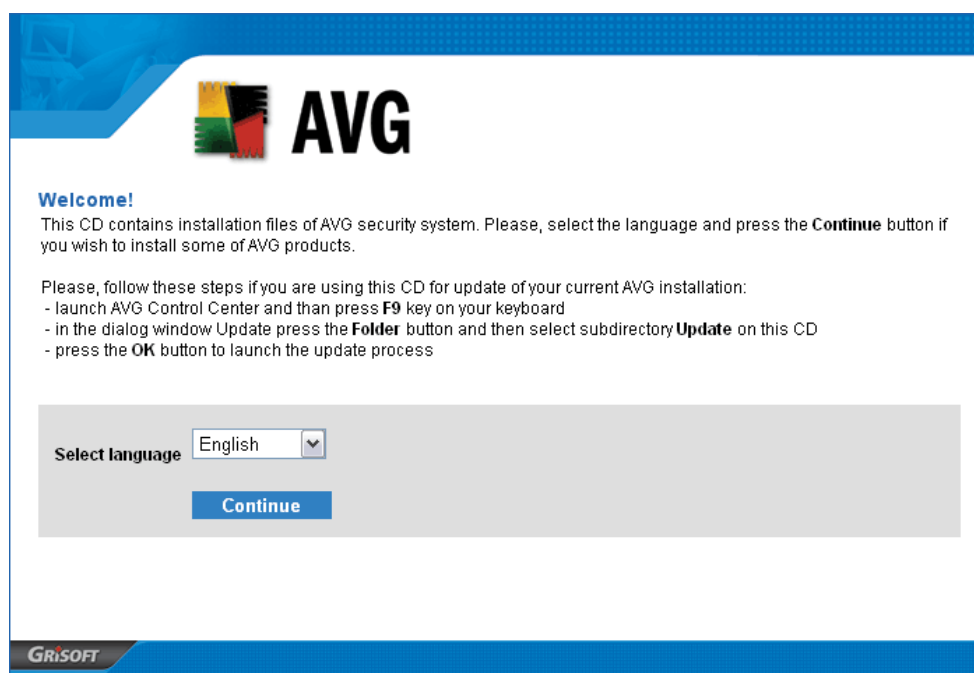 AVG
Welcome!
This CD contains installation files of AVG security system. Please, select the language and press the Continue button if
you wish to install some of AVG products.
Please, follow these steps if you are using this CD for update of your current AVG installation:
- launch AVG Control Center and than press F9 key on your keyboard
- in the dialog window Update press the Folder button and then select subdirectory Update on this CD
- press the OK button to launch the update process
Select language English
Continue
GRISOFT